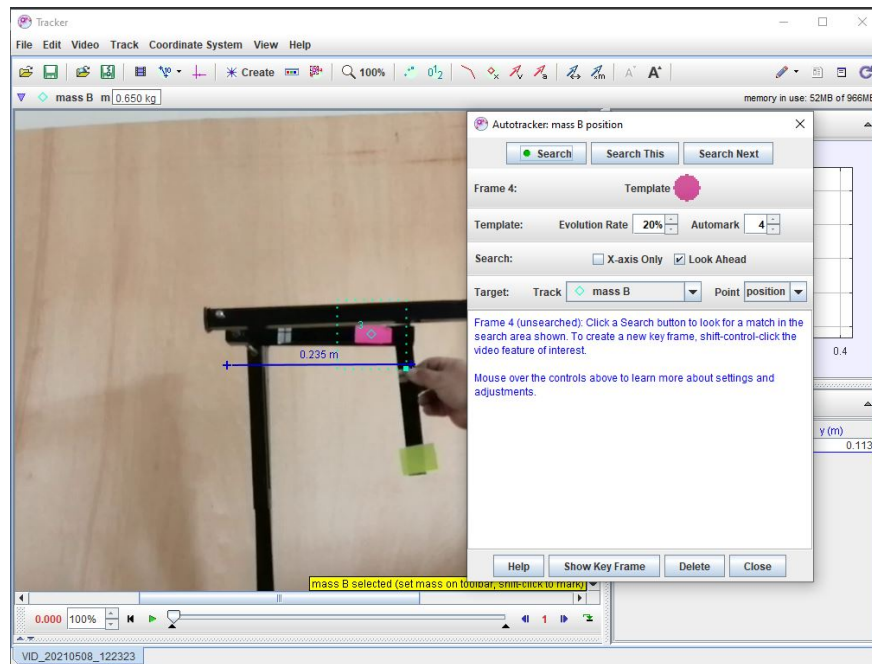 Tracker
File Edit Video Track Coordinate System View Help
Create 100% 0¹2 v a xm A A
mass B m 0.650 kg memory in use: 52MB of 966MB
Autotracker: mass B position
Search Search This Search Next
Frame 4: Template
Template: Evolution Rate 20% Automark 4
Search: X-axis Only Look Ahead
Target: Track mass B Point position
Frame 4 (unsearched): Click a Search button to look for a match in the
search area shown. To create a new key frame, shift-control-click the
video feature of interest.
Mouse over the controls above to learn more about settings and
adjustments.
Help Show Key Frame Delete Close
3
0.235 m
0.4
y (m)
0.113
mass B selected (set mass on toolbar, shift-click to mark)
0.000 100% 1
VID_20210508_122323